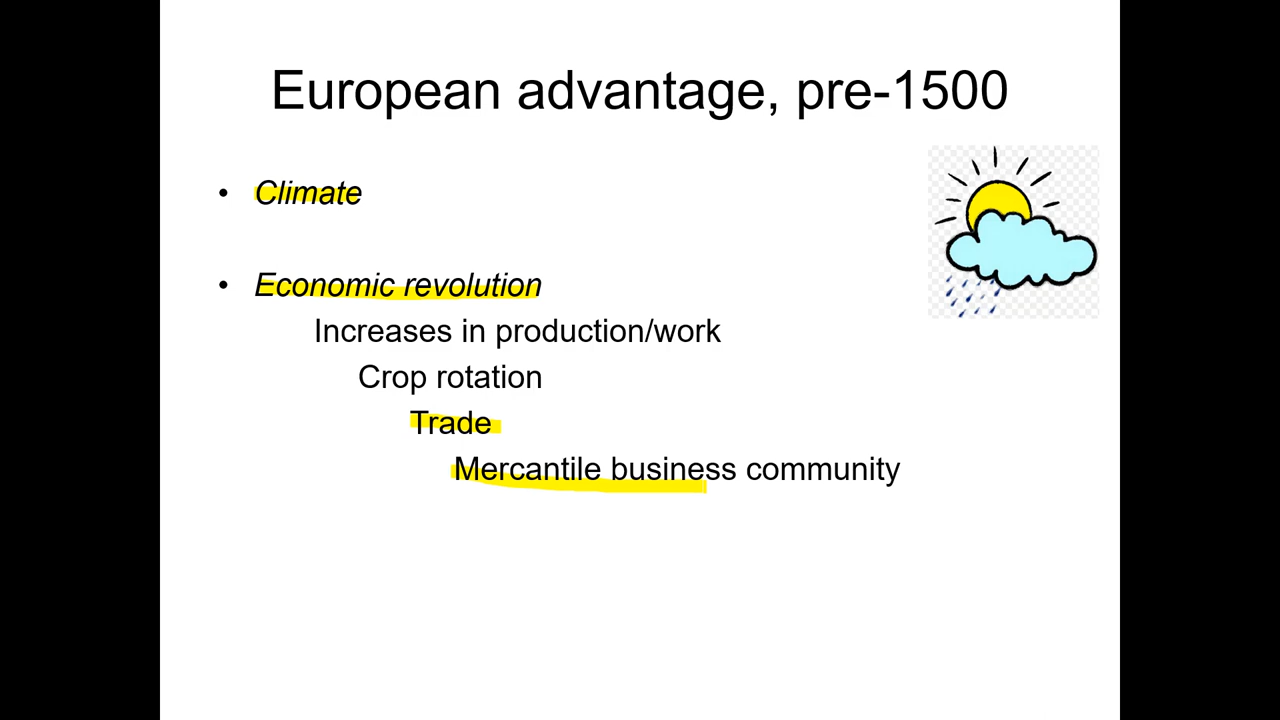 European advantage, pre-1500
• Climate
• Economic revolution
Increases in production/work
Crop rotation
Trade
Mercantile business community